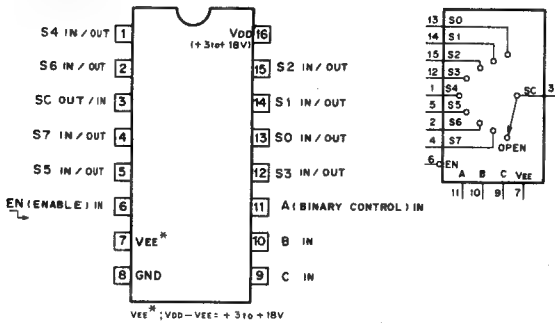 S4 IN/OUT 1
VDD 16
(+3to+18V)
S6 IN/OUT 2
15 S2 IN/OUT
SC OUT/IN 3
14 S1 IN/OUT
S7 IN/OUT 4
13 S0 IN/OUT
S5 IN/OUT 5
12 S3 IN/OUT
EN (ENABLE) IN 6
11 A (BINARY CONTROL) IN
7 VEE*
10 B IN
8 GND
9 C IN
VEE*; VDD-VEE= +3 to +18V
13 S0
14 S1
15 S2
12 S3
1 S4
SC 3
5 S5
2 S6
4 S7
OPEN
6 EN
A B C VEE
11 10 9 7